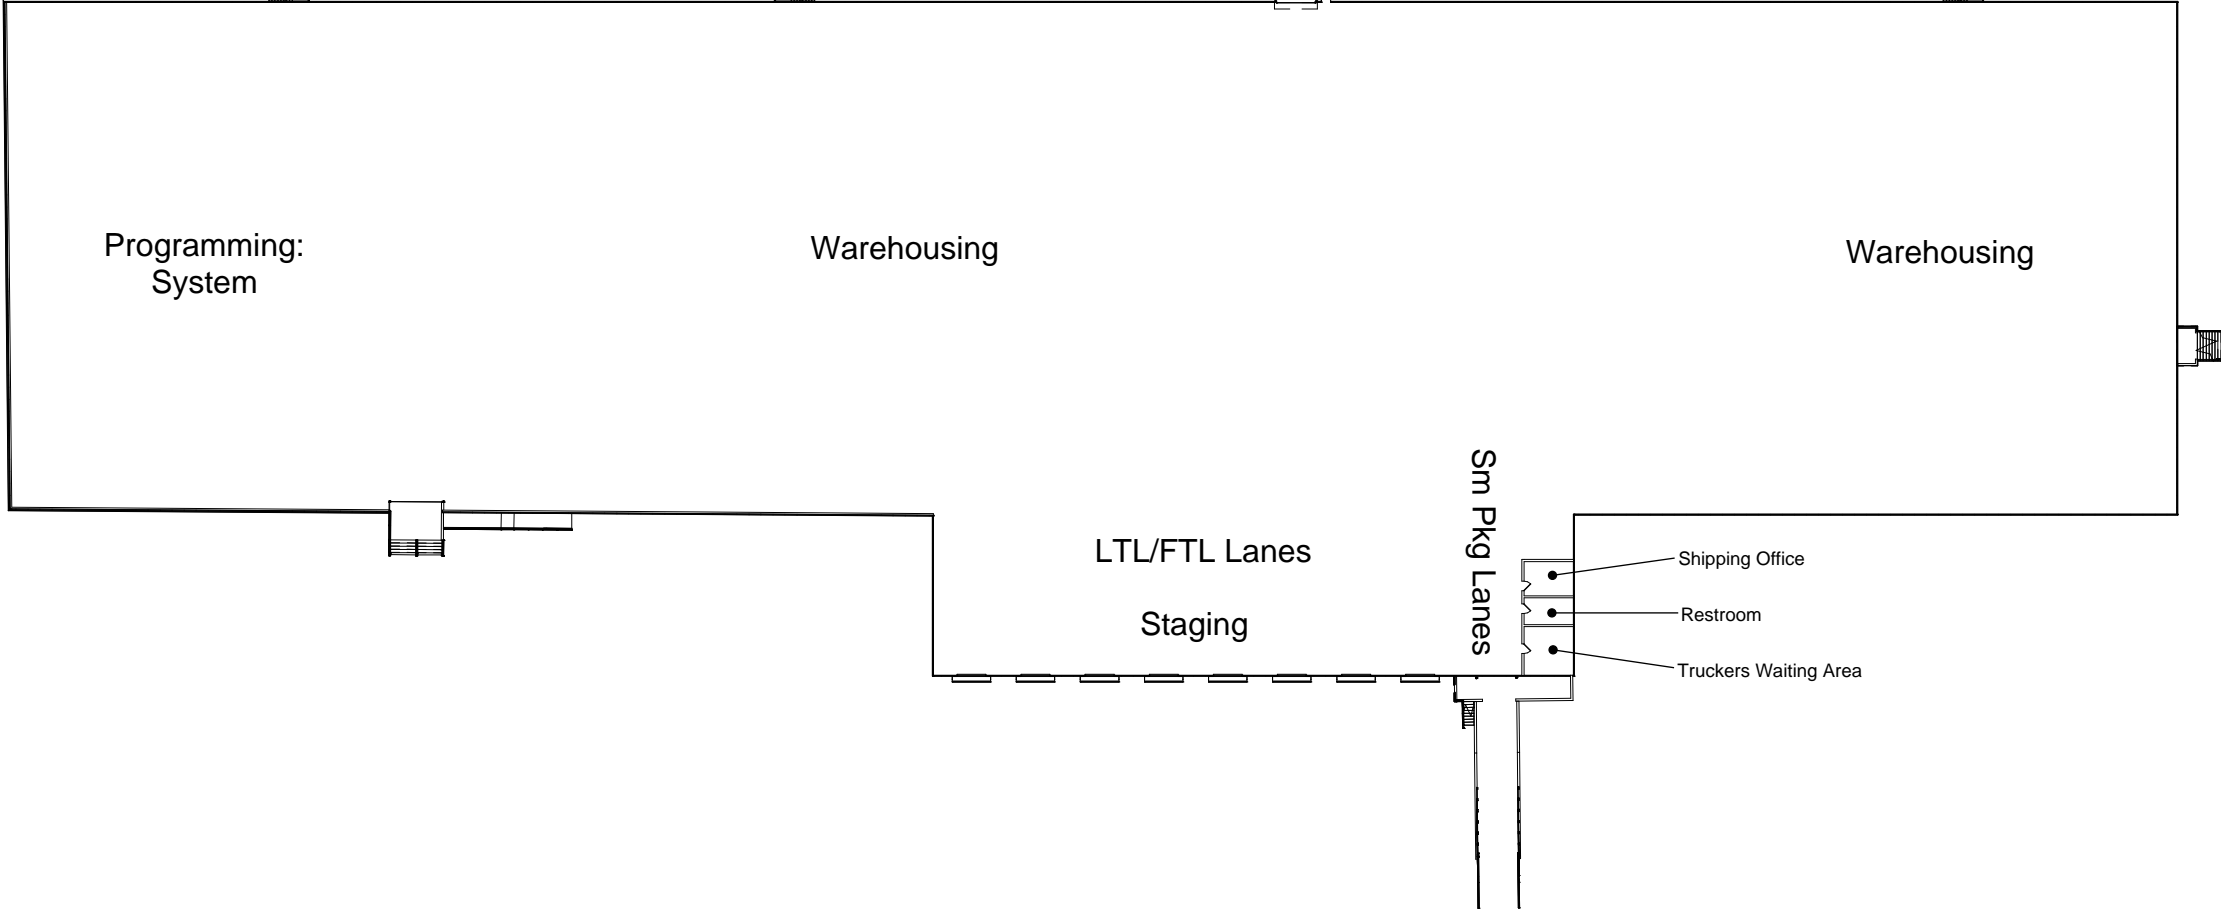 Programming:
System
Warehousing
Warehousing
Sm Pkg Lanes
LTL/FTL Lanes
Staging
Shipping Office
Restroom
Truckers Waiting Area